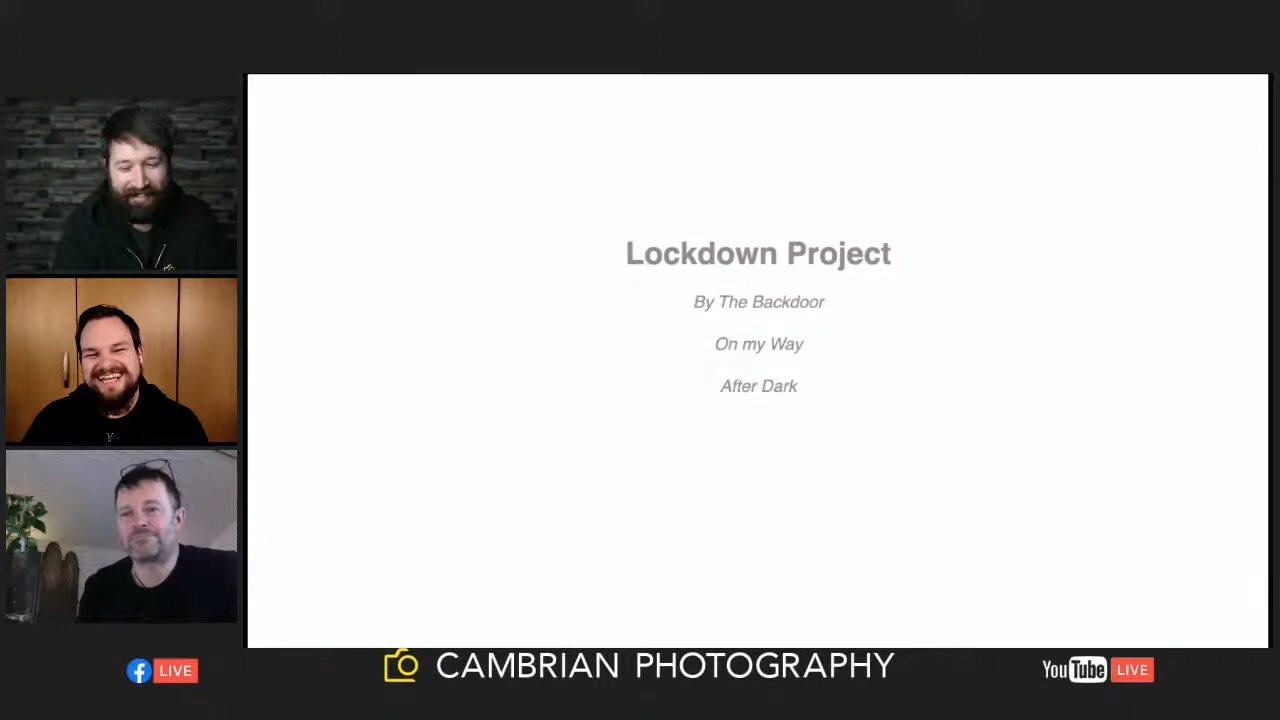 Lockdown Project
By The Backdoor
On my Way
After Dark
LIVE
CAMBRIAN PHOTOGRAPHY
YouTube LIVE